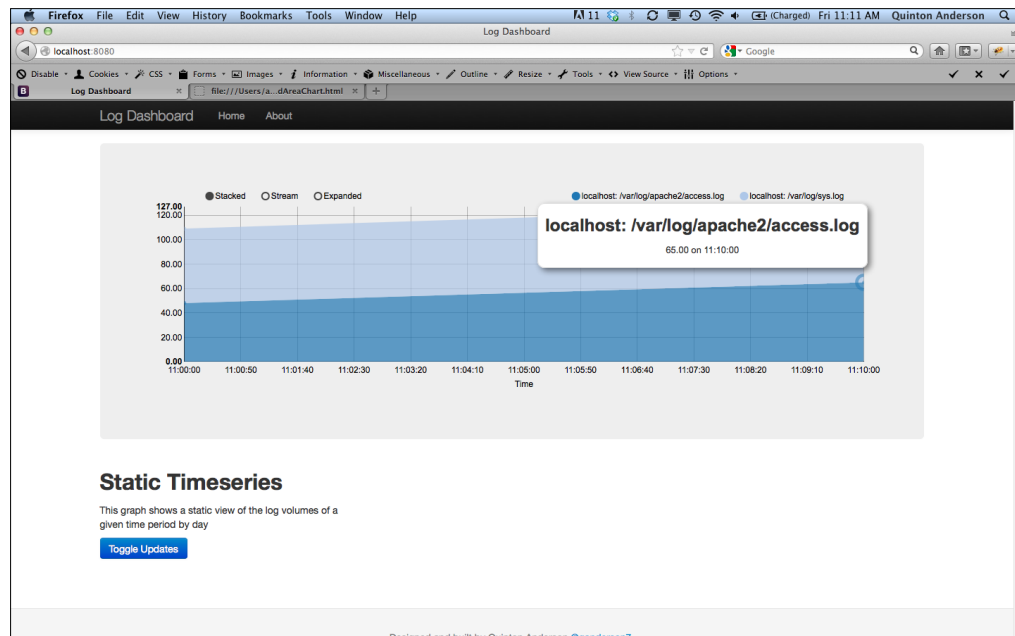 Firefox File Edit View History Bookmarks Tools Window Help 11 (Charged) Fri 11:11 AM Quinton Anderson
Log Dashboard
localhost:8080 Google
Disable Cookies CSS Forms Images Information Miscellaneous Outline Resize Tools View Source Options
Log Dashboard file:///Users/a...dAreaChart.html
Log Dashboard Home About
Stacked Stream Expanded localhost: /var/log/apache2/access.log localhost: /var/log/sys.log
127.00
120.00
localhost: /var/log/apache2/access.log
100.00
65.00 on 11:10:00
80.00
60.00
40.00
20.00
0.00
11:00:00 11:00:50 11:01:40 11:02:30 11:03:20 11:04:10 11:05:00 11:05:50 11:06:40 11:07:30 11:08:20 11:09:10 11:10:00
Time
Static Timeseries
This graph shows a static view of the log volumes of a
given time period by day
Toggle Updates